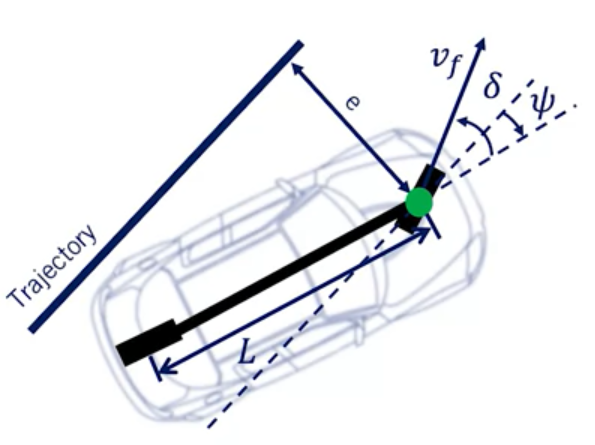 v_f
δ
ψ
e
Trajectory
L